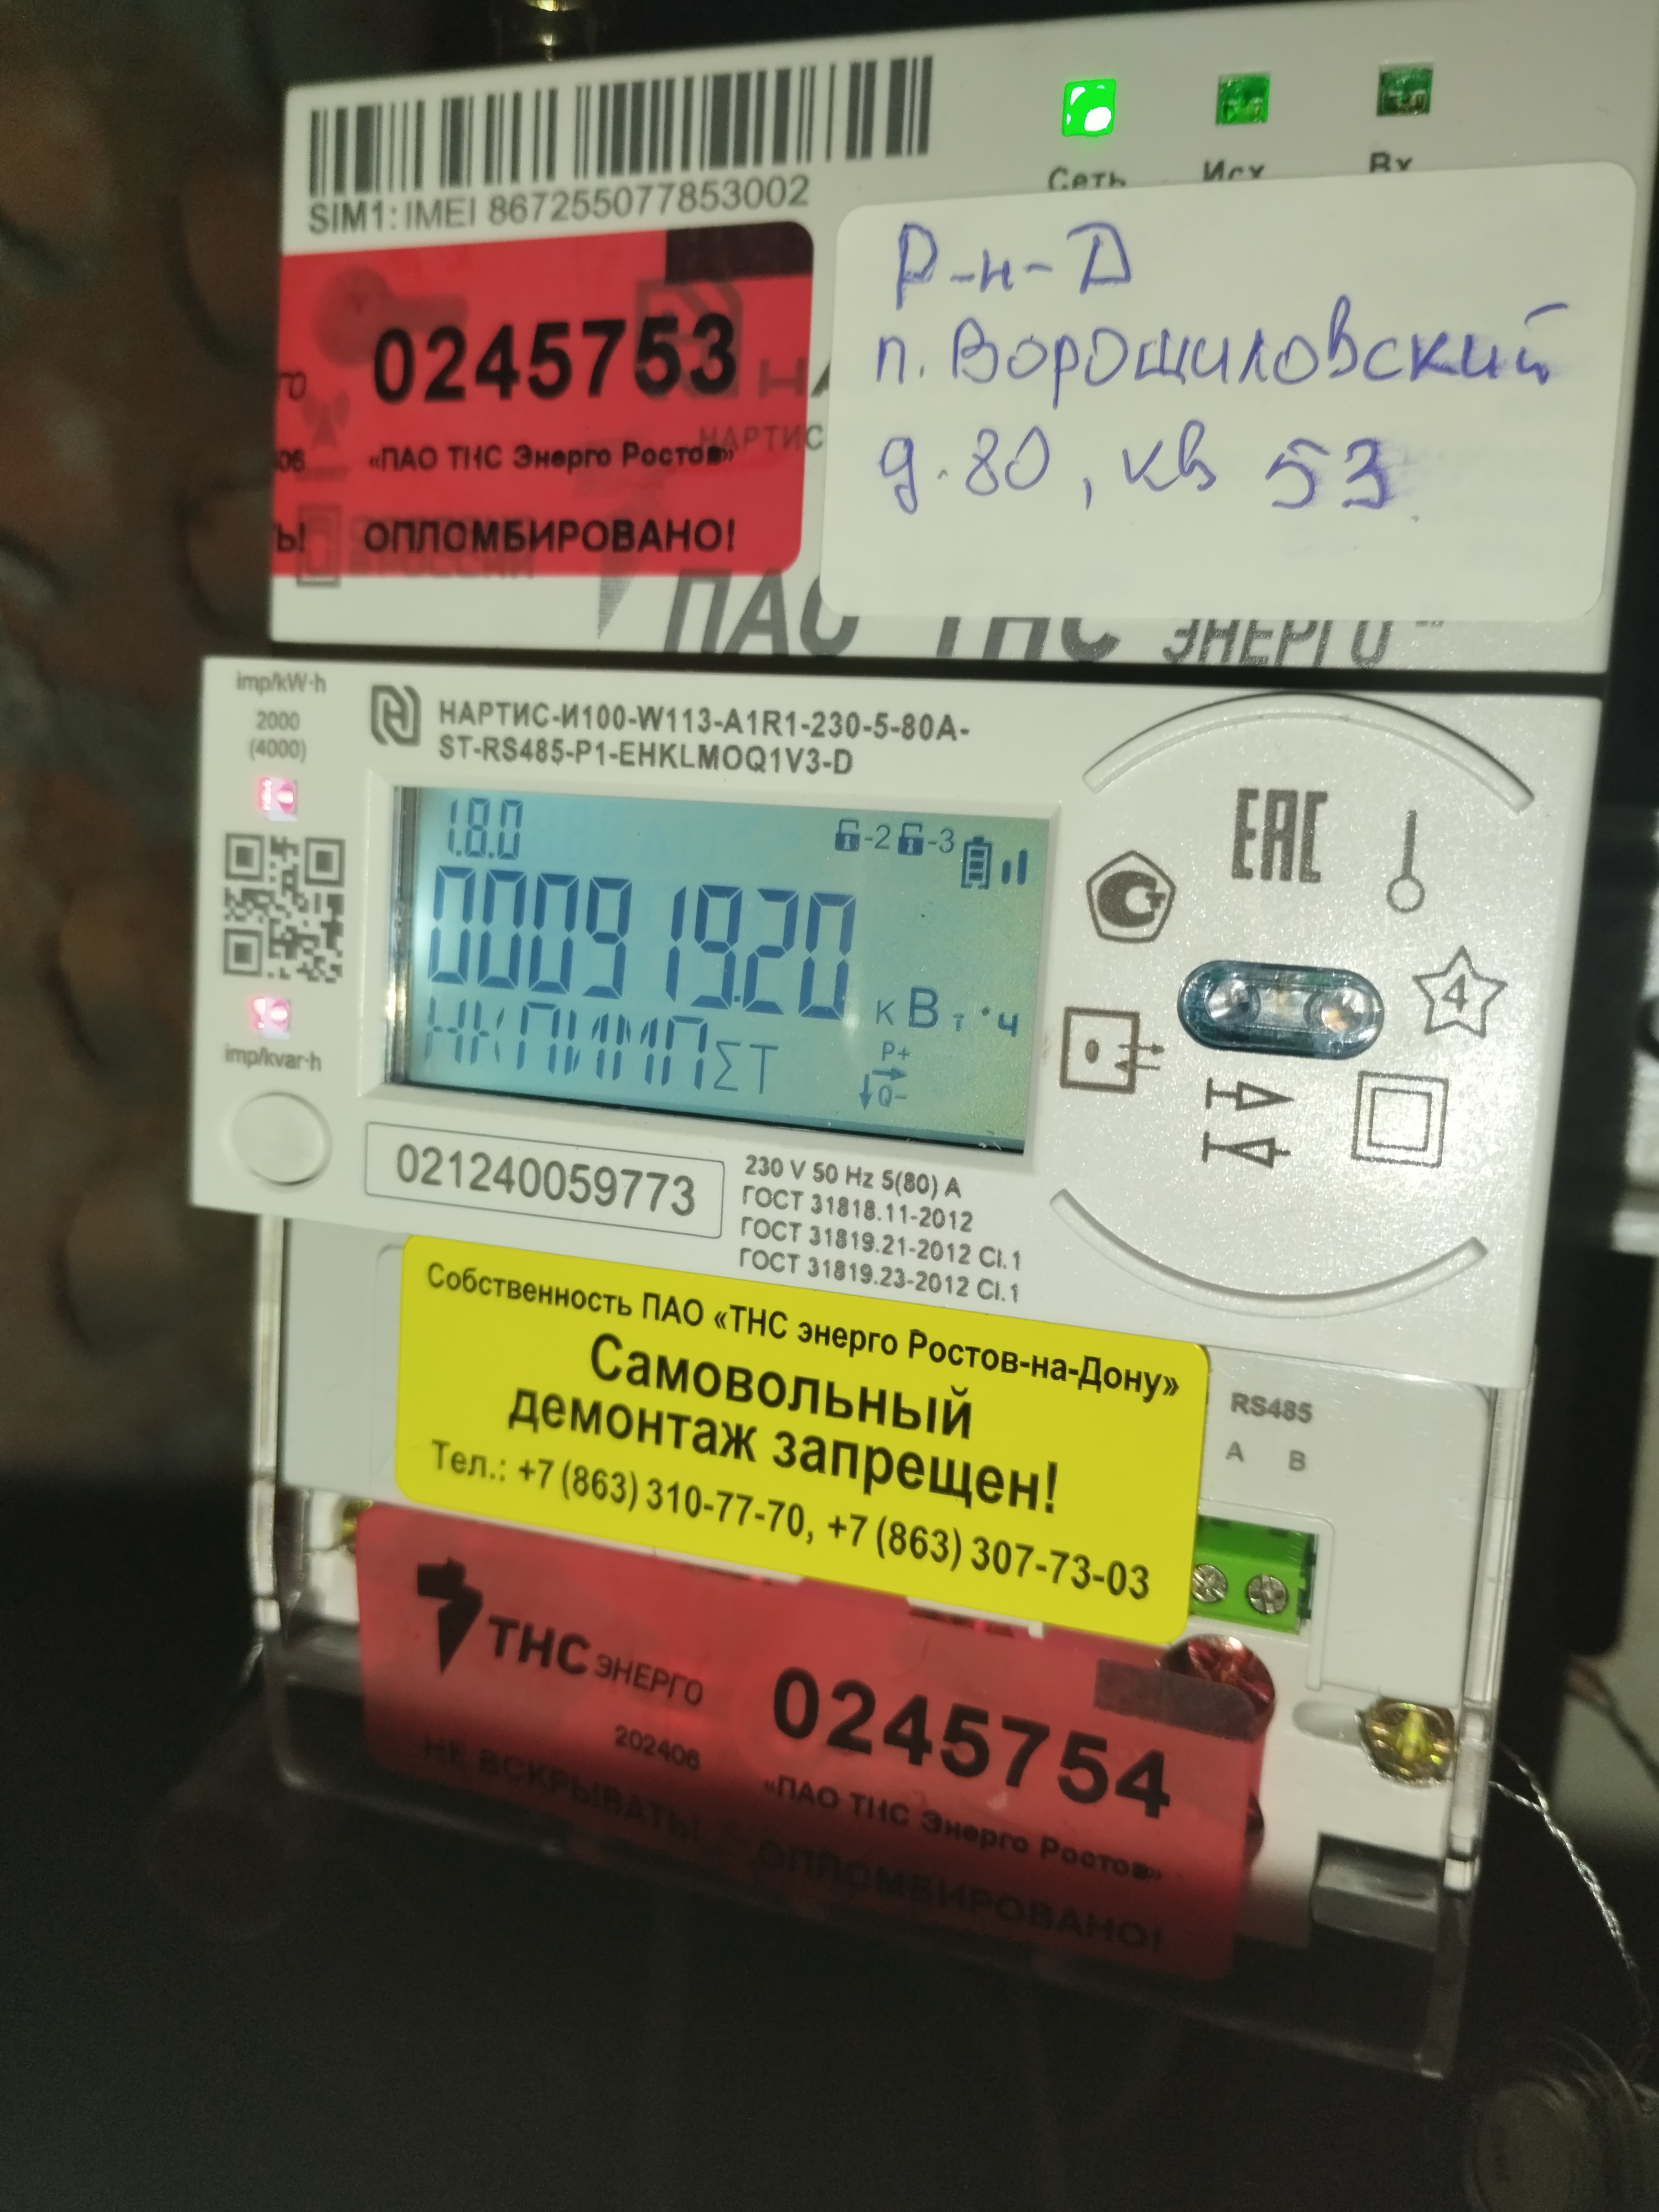 SIM1: IMEI 867255077853002
Сеть Исх Вх
0245753
«ПАО ТНС Энерго Ростов»
ОПЛОМБИРОВАНО!
НАРТИС
Р-н-Д
п. Ворошиловский
д. 80, кв 53
ПАО ТНС ЭНЕРГО
imp/kW·h
2000
(4000)
НАРТИС-И100-W113-A1R1-230-5-80A-
ST-RS485-P1-EHKLMOQ1V3-D
1.8.0
-2 -3
00091920
кВт·ч
ΣT
P+
Q-
EAC
4
imp/kvar·h
021240059773
230 V 50 Hz 5(80) A
ГОСТ 31818.11-2012
ГОСТ 31819.21-2012 Cl.1
ГОСТ 31819.23-2012 Cl.1
Собственность ПАО «ТНС энерго Ростов-на-Дону»
Самовольный
демонтаж запрещен!
Тел.: +7 (863) 310-77-70, +7 (863) 307-73-03
RS485
A B
ТНС ЭНЕРГО
202406
0245754
«ПАО ТНС Энерго Ростов»
НЕ ВСКРЫВАТЬ! ОПЛОМБИРОВАНО!